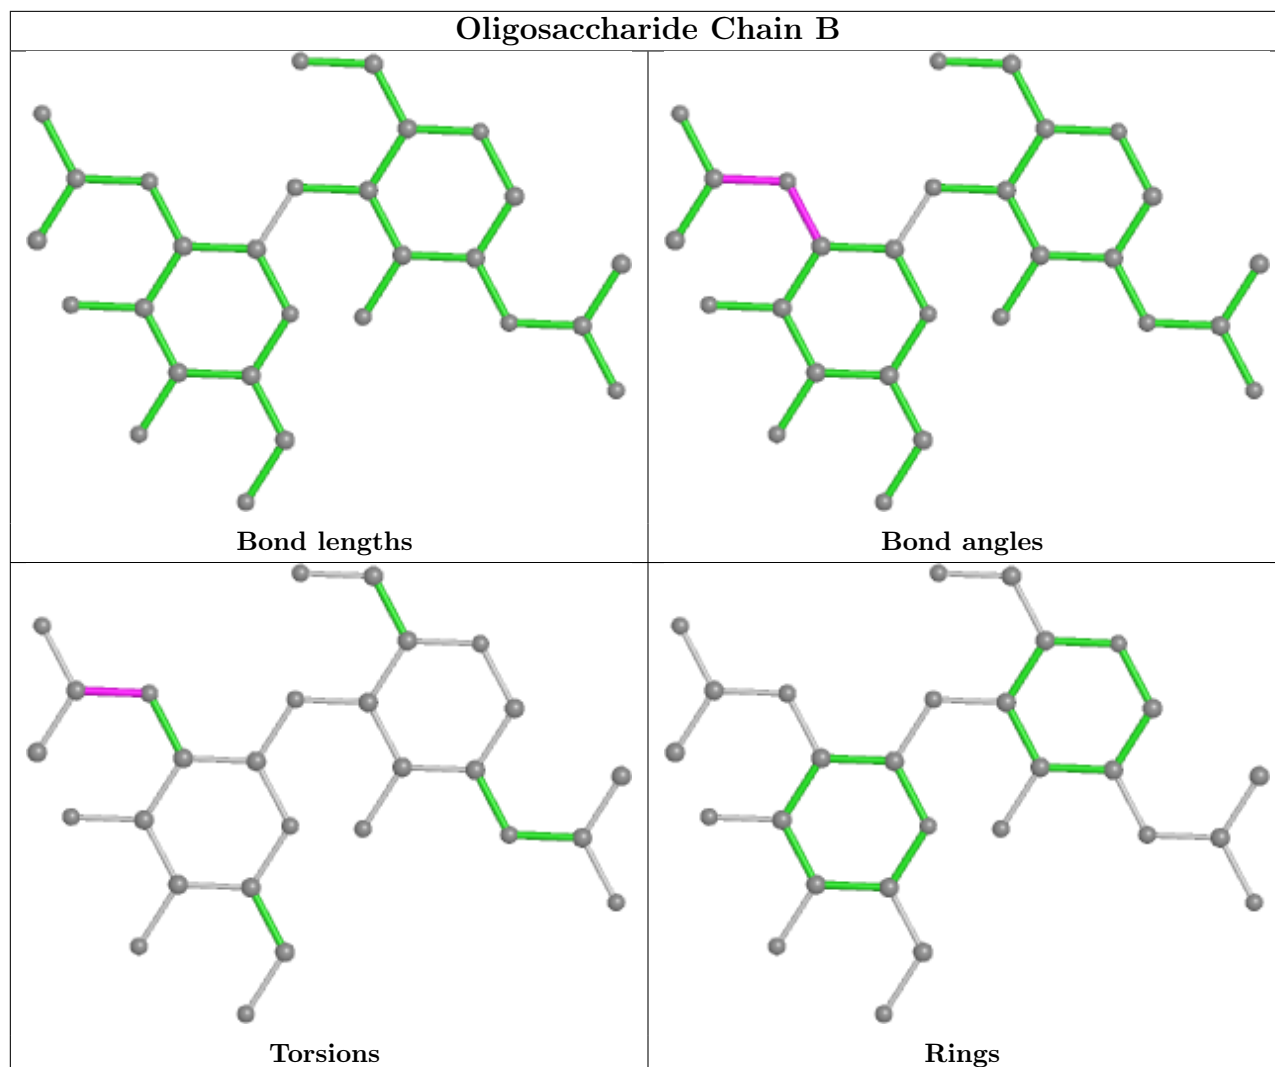 Oligosaccharide Chain B
Bond lengths
Bond angles
Torsions
Rings